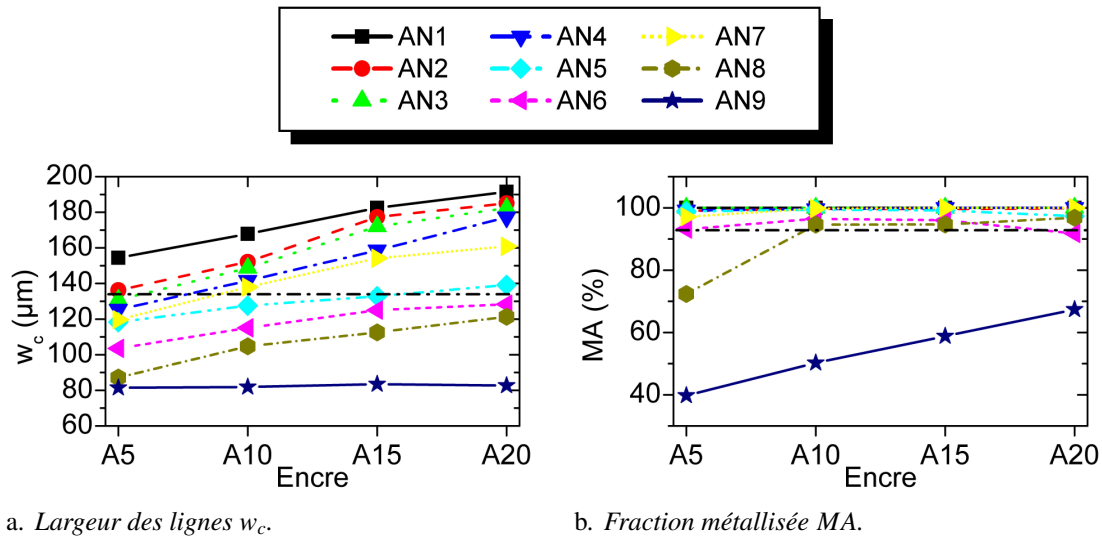 AN1 AN4 AN7
AN2 AN5 AN8
AN3 AN6 AN9
200
180
160
140
120
100
80
60
w_c (µm)
A5 A10 A15 A20
Encre
100
80
60
40
MA (%)
A5 A10 A15 A20
Encre
a. Largeur des lignes w_c.
b. Fraction métallisée MA.